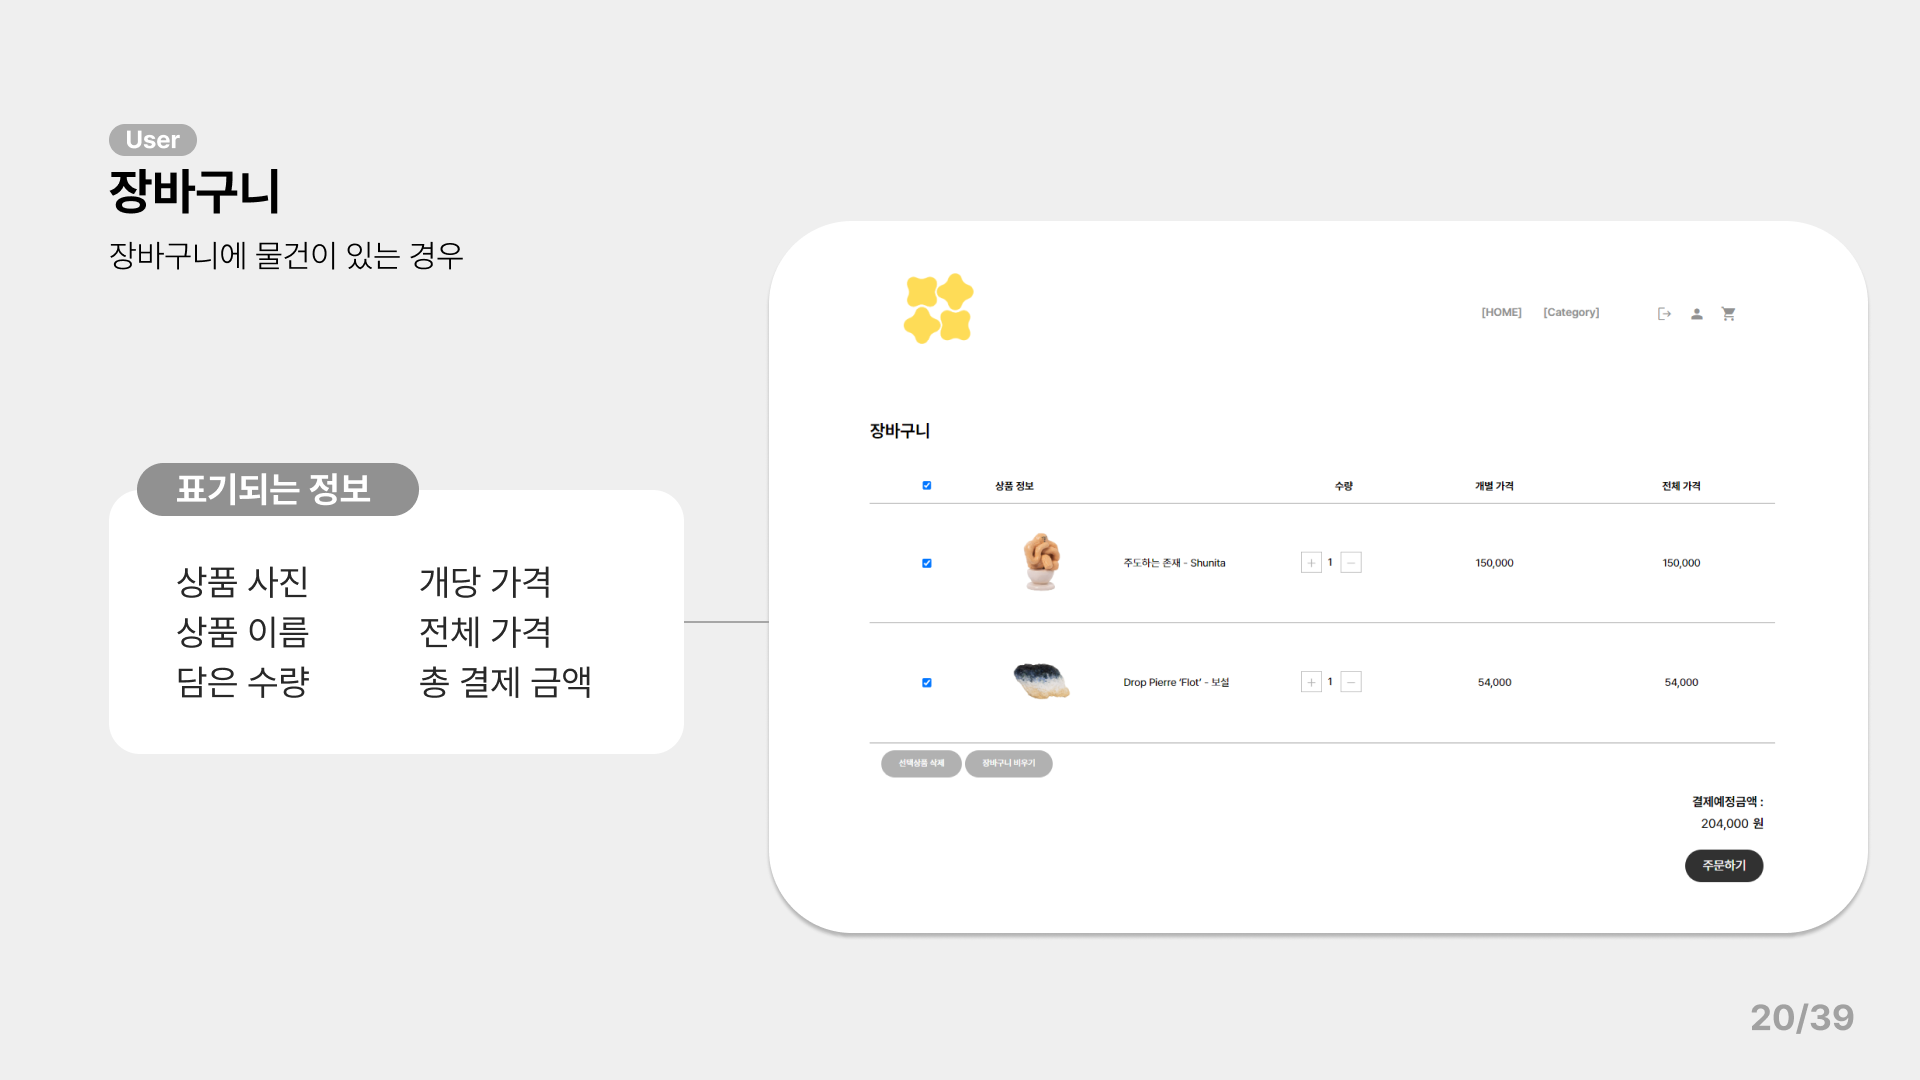 User
장바구니
장바구니에 물건이 있는 경우
표기되는 정보
상품 사진 개당 가격
상품 이름 전체 가격
담은 수량 총 결제 금액
[HOME] [Category]
장바구니
상품 정보 수량 개별 가격 전체 가격
주도하는 존재 - Shunita + 1 - 150,000 150,000
Drop Pierre ‘Flot’ - 보설 + 1 - 54,000 54,000
선택상품 삭제 장바구니 비우기
결제예정금액 :
204,000 원
주문하기
20/39